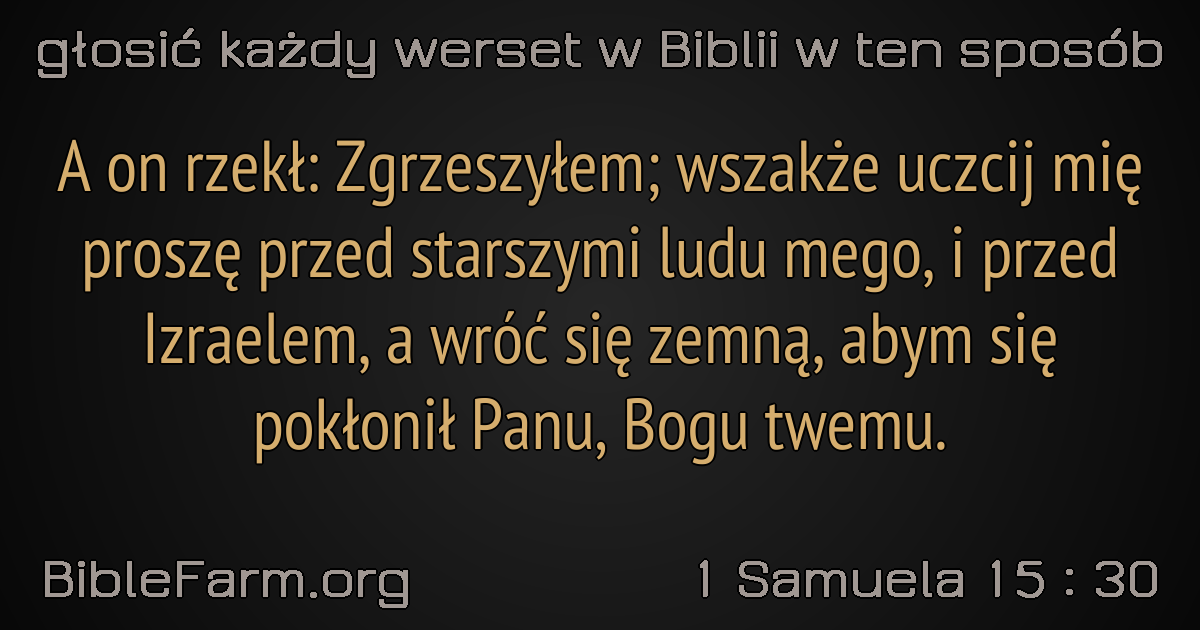 głosić każdy werset w Biblii w ten sposób
A on rzekł: Zgrzeszyłem; wszakże uczcij mię
proszę przed starszymi ludu mego, i przed
Izraelem, a wróć się zemną, abym się
pokłonił Panu, Bogu twemu.
BibleFarm.org
1 Samuela 15 : 30